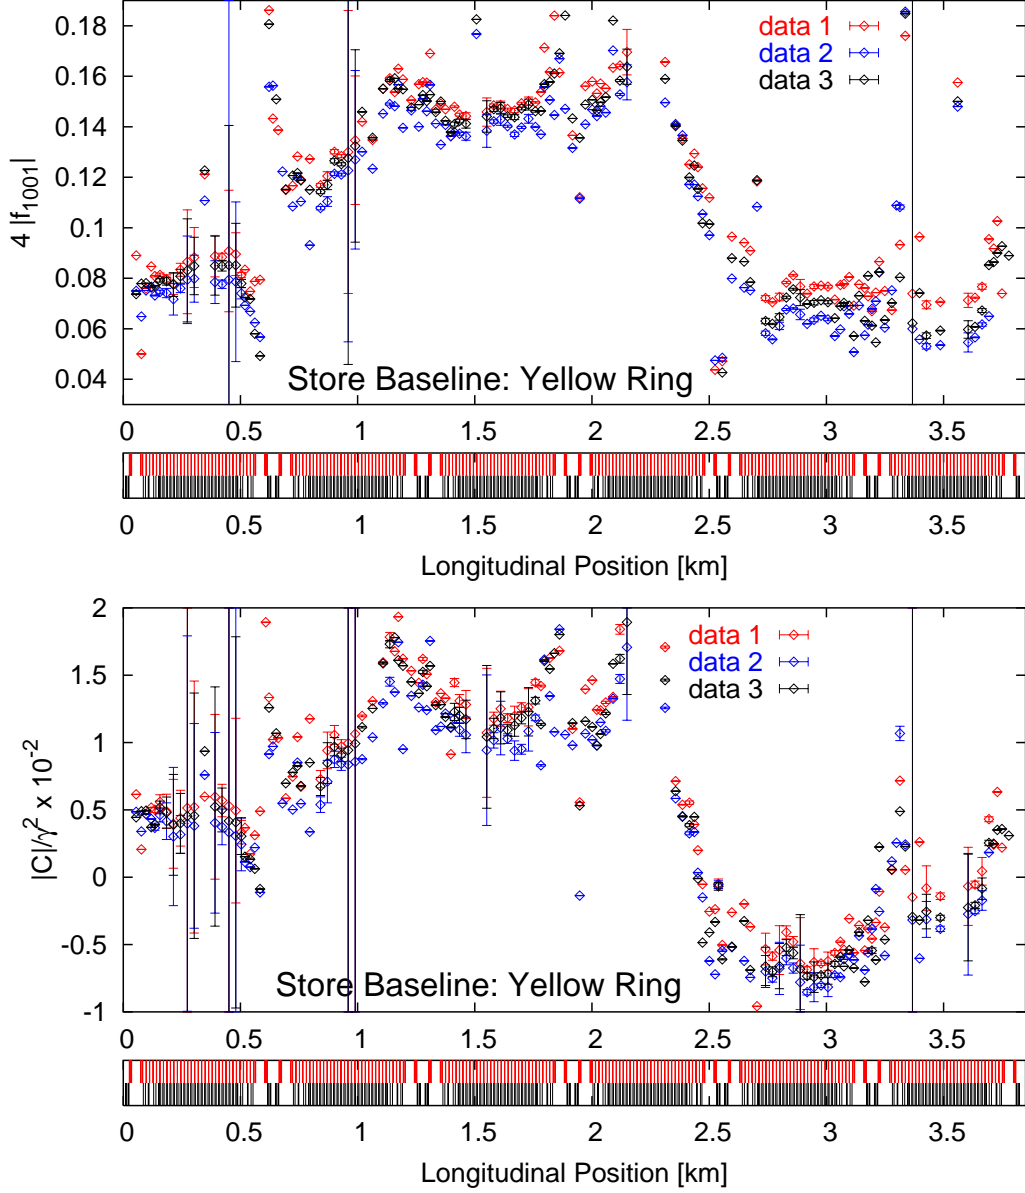 0.18
0.16
0.14
0.12
0.1
0.08
0.06
0.04
4 |f1001|
data 1
data 2
data 3
Store Baseline: Yellow Ring
0 0.5 1 1.5 2 2.5 3 3.5
0 0.5 1 1.5 2 2.5 3 3.5
Longitudinal Position [km]
2
1.5
1
0.5
0
-0.5
-1
|C|/γ² x 10⁻²
data 1
data 2
data 3
Store Baseline: Yellow Ring
0 0.5 1 1.5 2 2.5 3 3.5
0 0.5 1 1.5 2 2.5 3 3.5
Longitudinal Position [km]